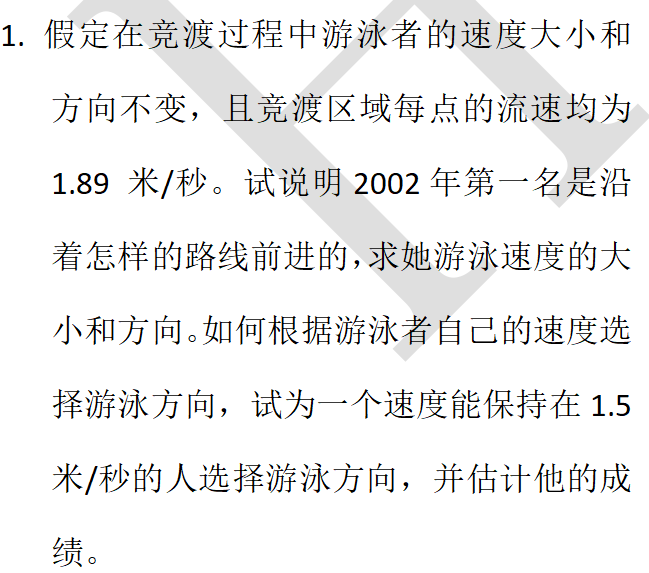 1. 假定在竞渡过程中游泳者的速度大小和
方向不变，且竞渡区域每点的流速均为
1.89 米/秒。试说明 2002 年第一名是沿
着怎样的路线前进的,求她游泳速度的大
小和方向。如何根据游泳者自己的速度选
择游泳方向，试为一个速度能保持在 1.5
米/秒的人选择游泳方向，并估计他的成
绩。